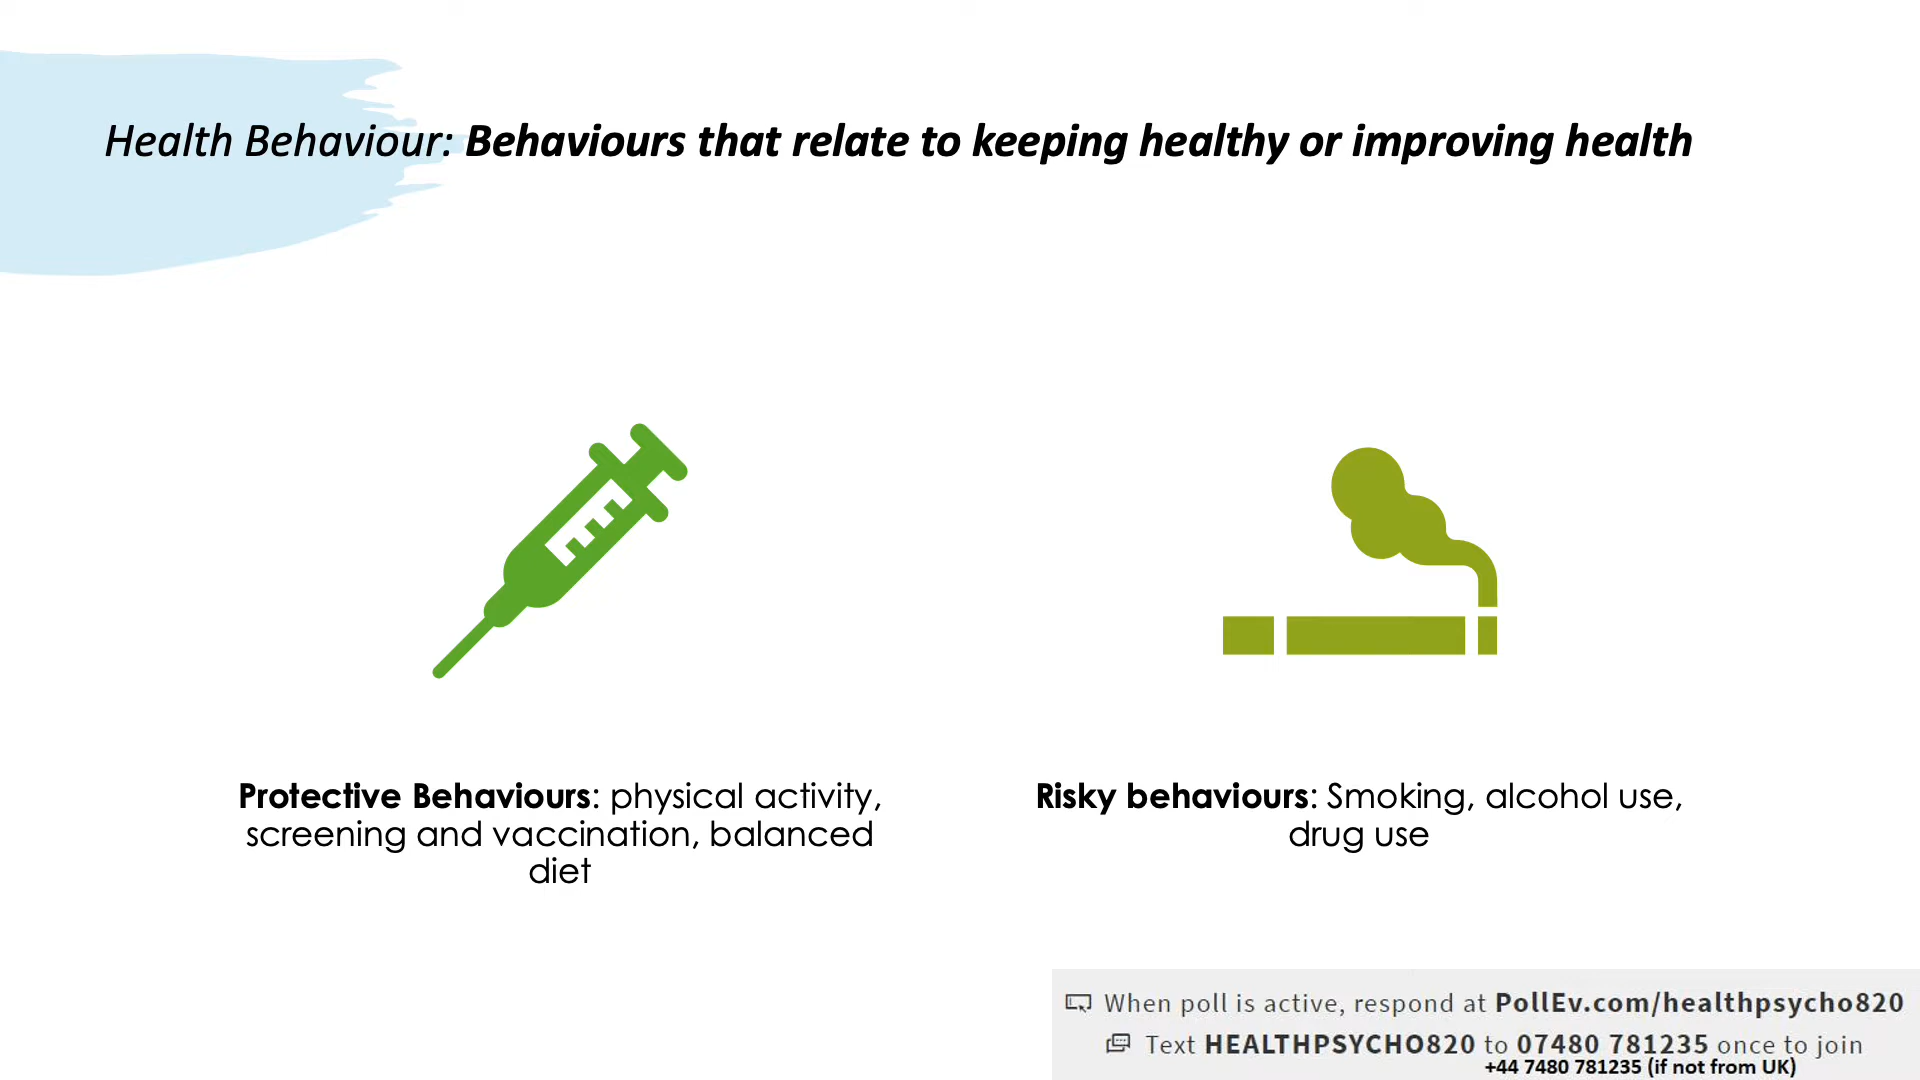 Health Behaviour: Behaviours that relate to keeping healthy or improving health
Protective Behaviours: physical activity,
screening and vaccination, balanced
diet
Risky behaviours: Smoking, alcohol use,
drug use
When poll is active, respond at PollEv.com/healthpsycho820
Text HEALTHPSYCHO820 to 07480 781235 once to join
+44 7480 781235 (if not from UK)